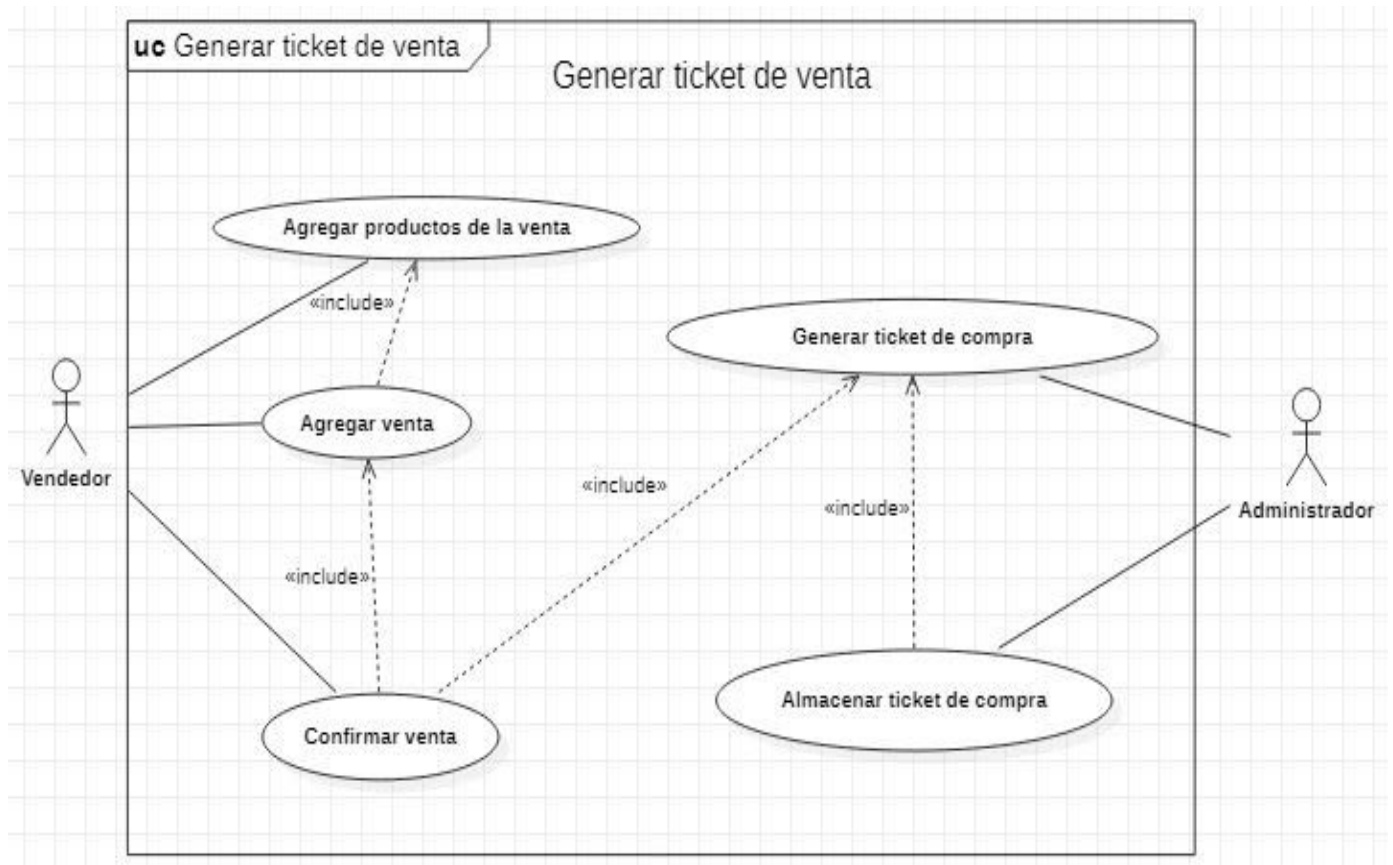 uc Generar ticket de venta
Generar ticket de venta
Agregar productos de la venta
«include»
Generar ticket de compra
Agregar venta
Vendedor
«include»
«include»
Administrador
«include»
Almacenar ticket de compra
Confirmar venta